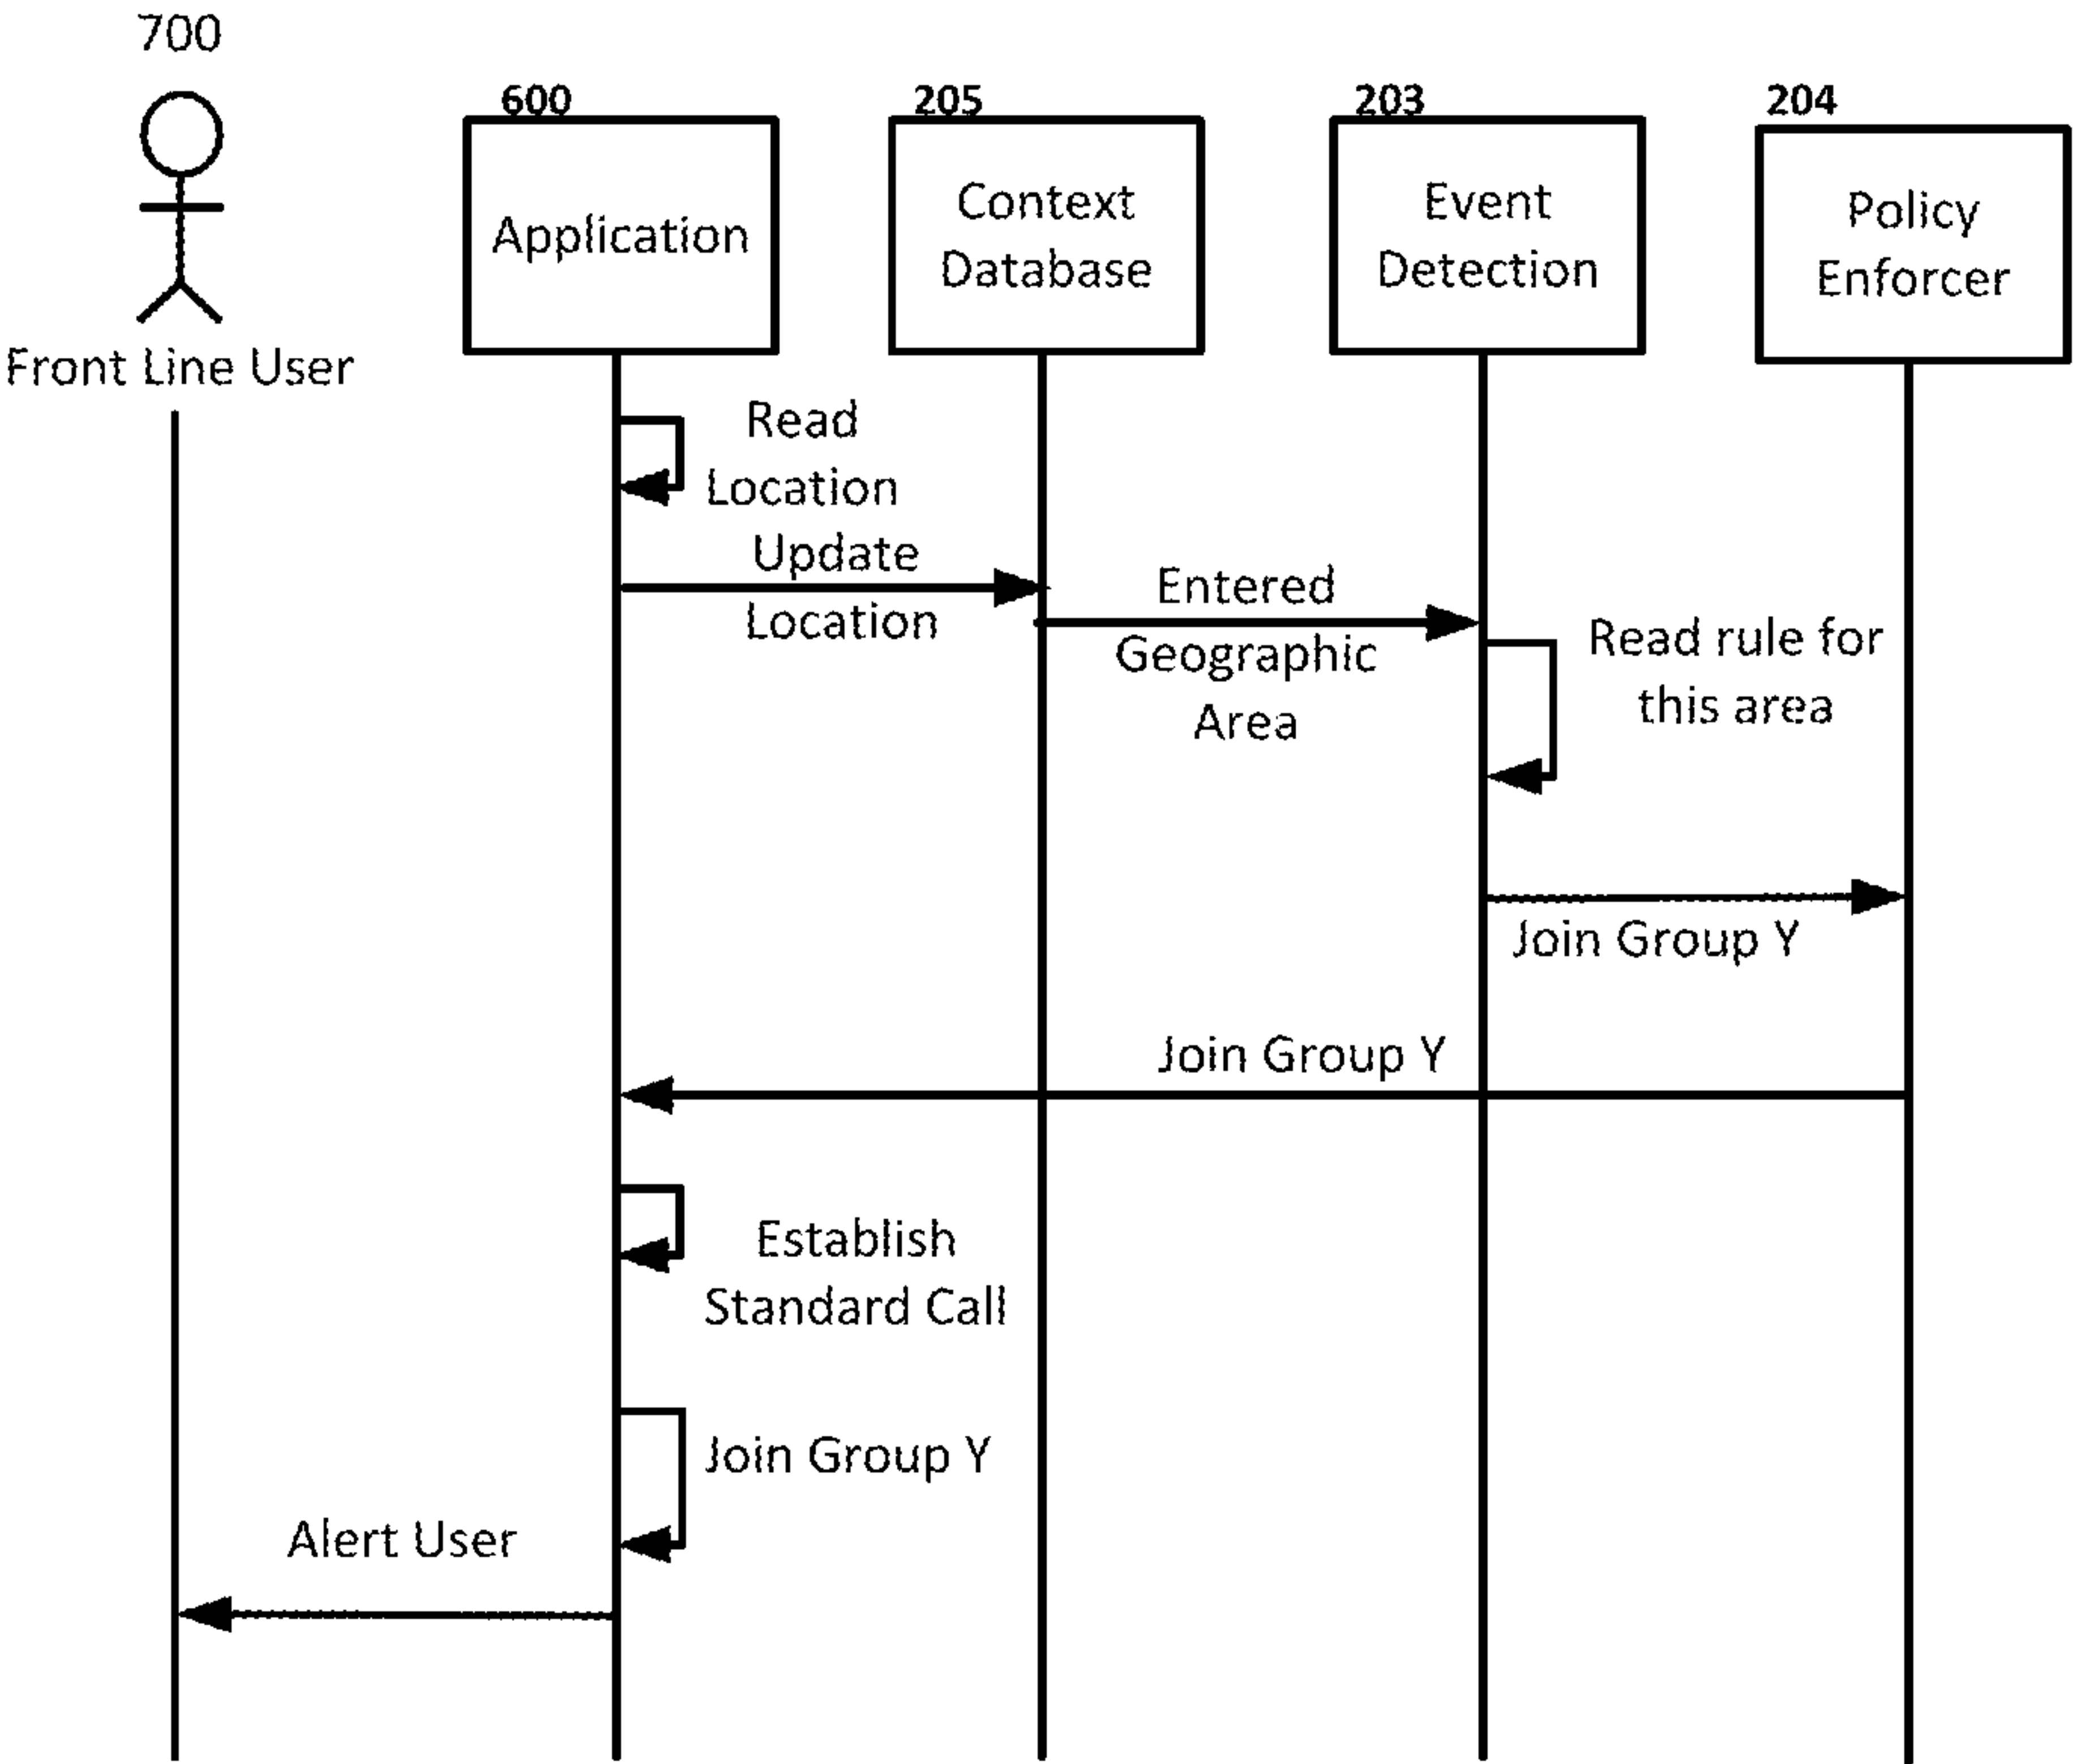 700
Front Line User
600
Application
205
Context
Database
203
Event
Detection
204
Policy
Enforcer
Read
Location
Update
Location
Entered
Geographic
Area
Read rule for
this area
Join Group Y
Join Group Y
Establish
Standard Call
Join Group Y
Alert User